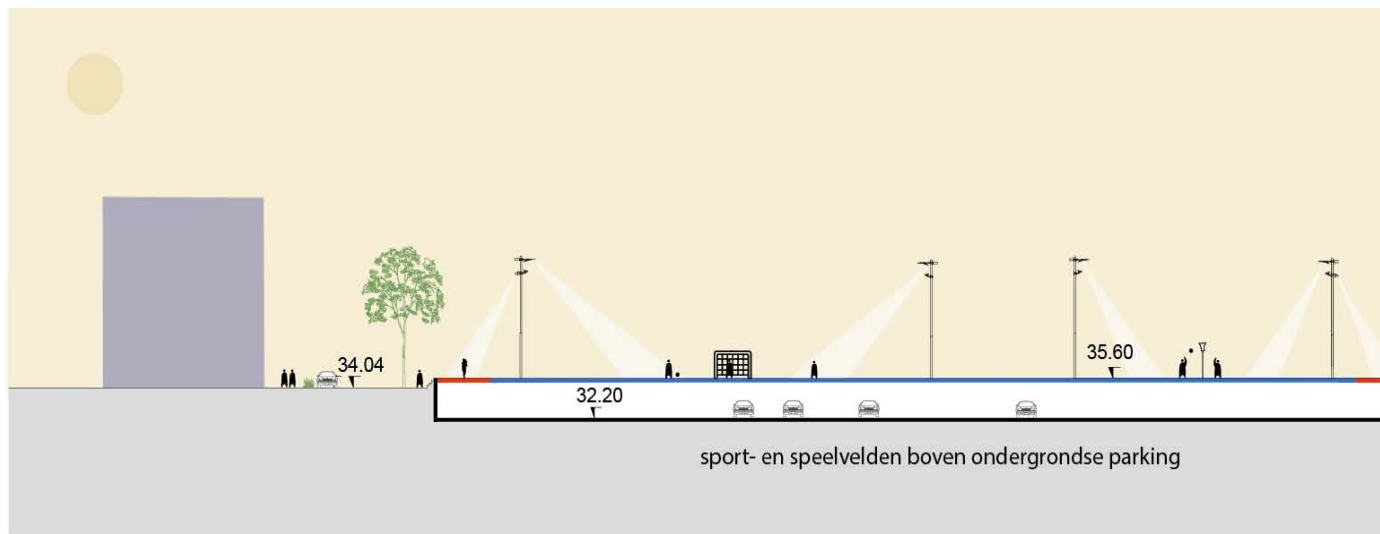 34.04
35.60
32.20
sport- en speelvelden boven ondergrondse parking